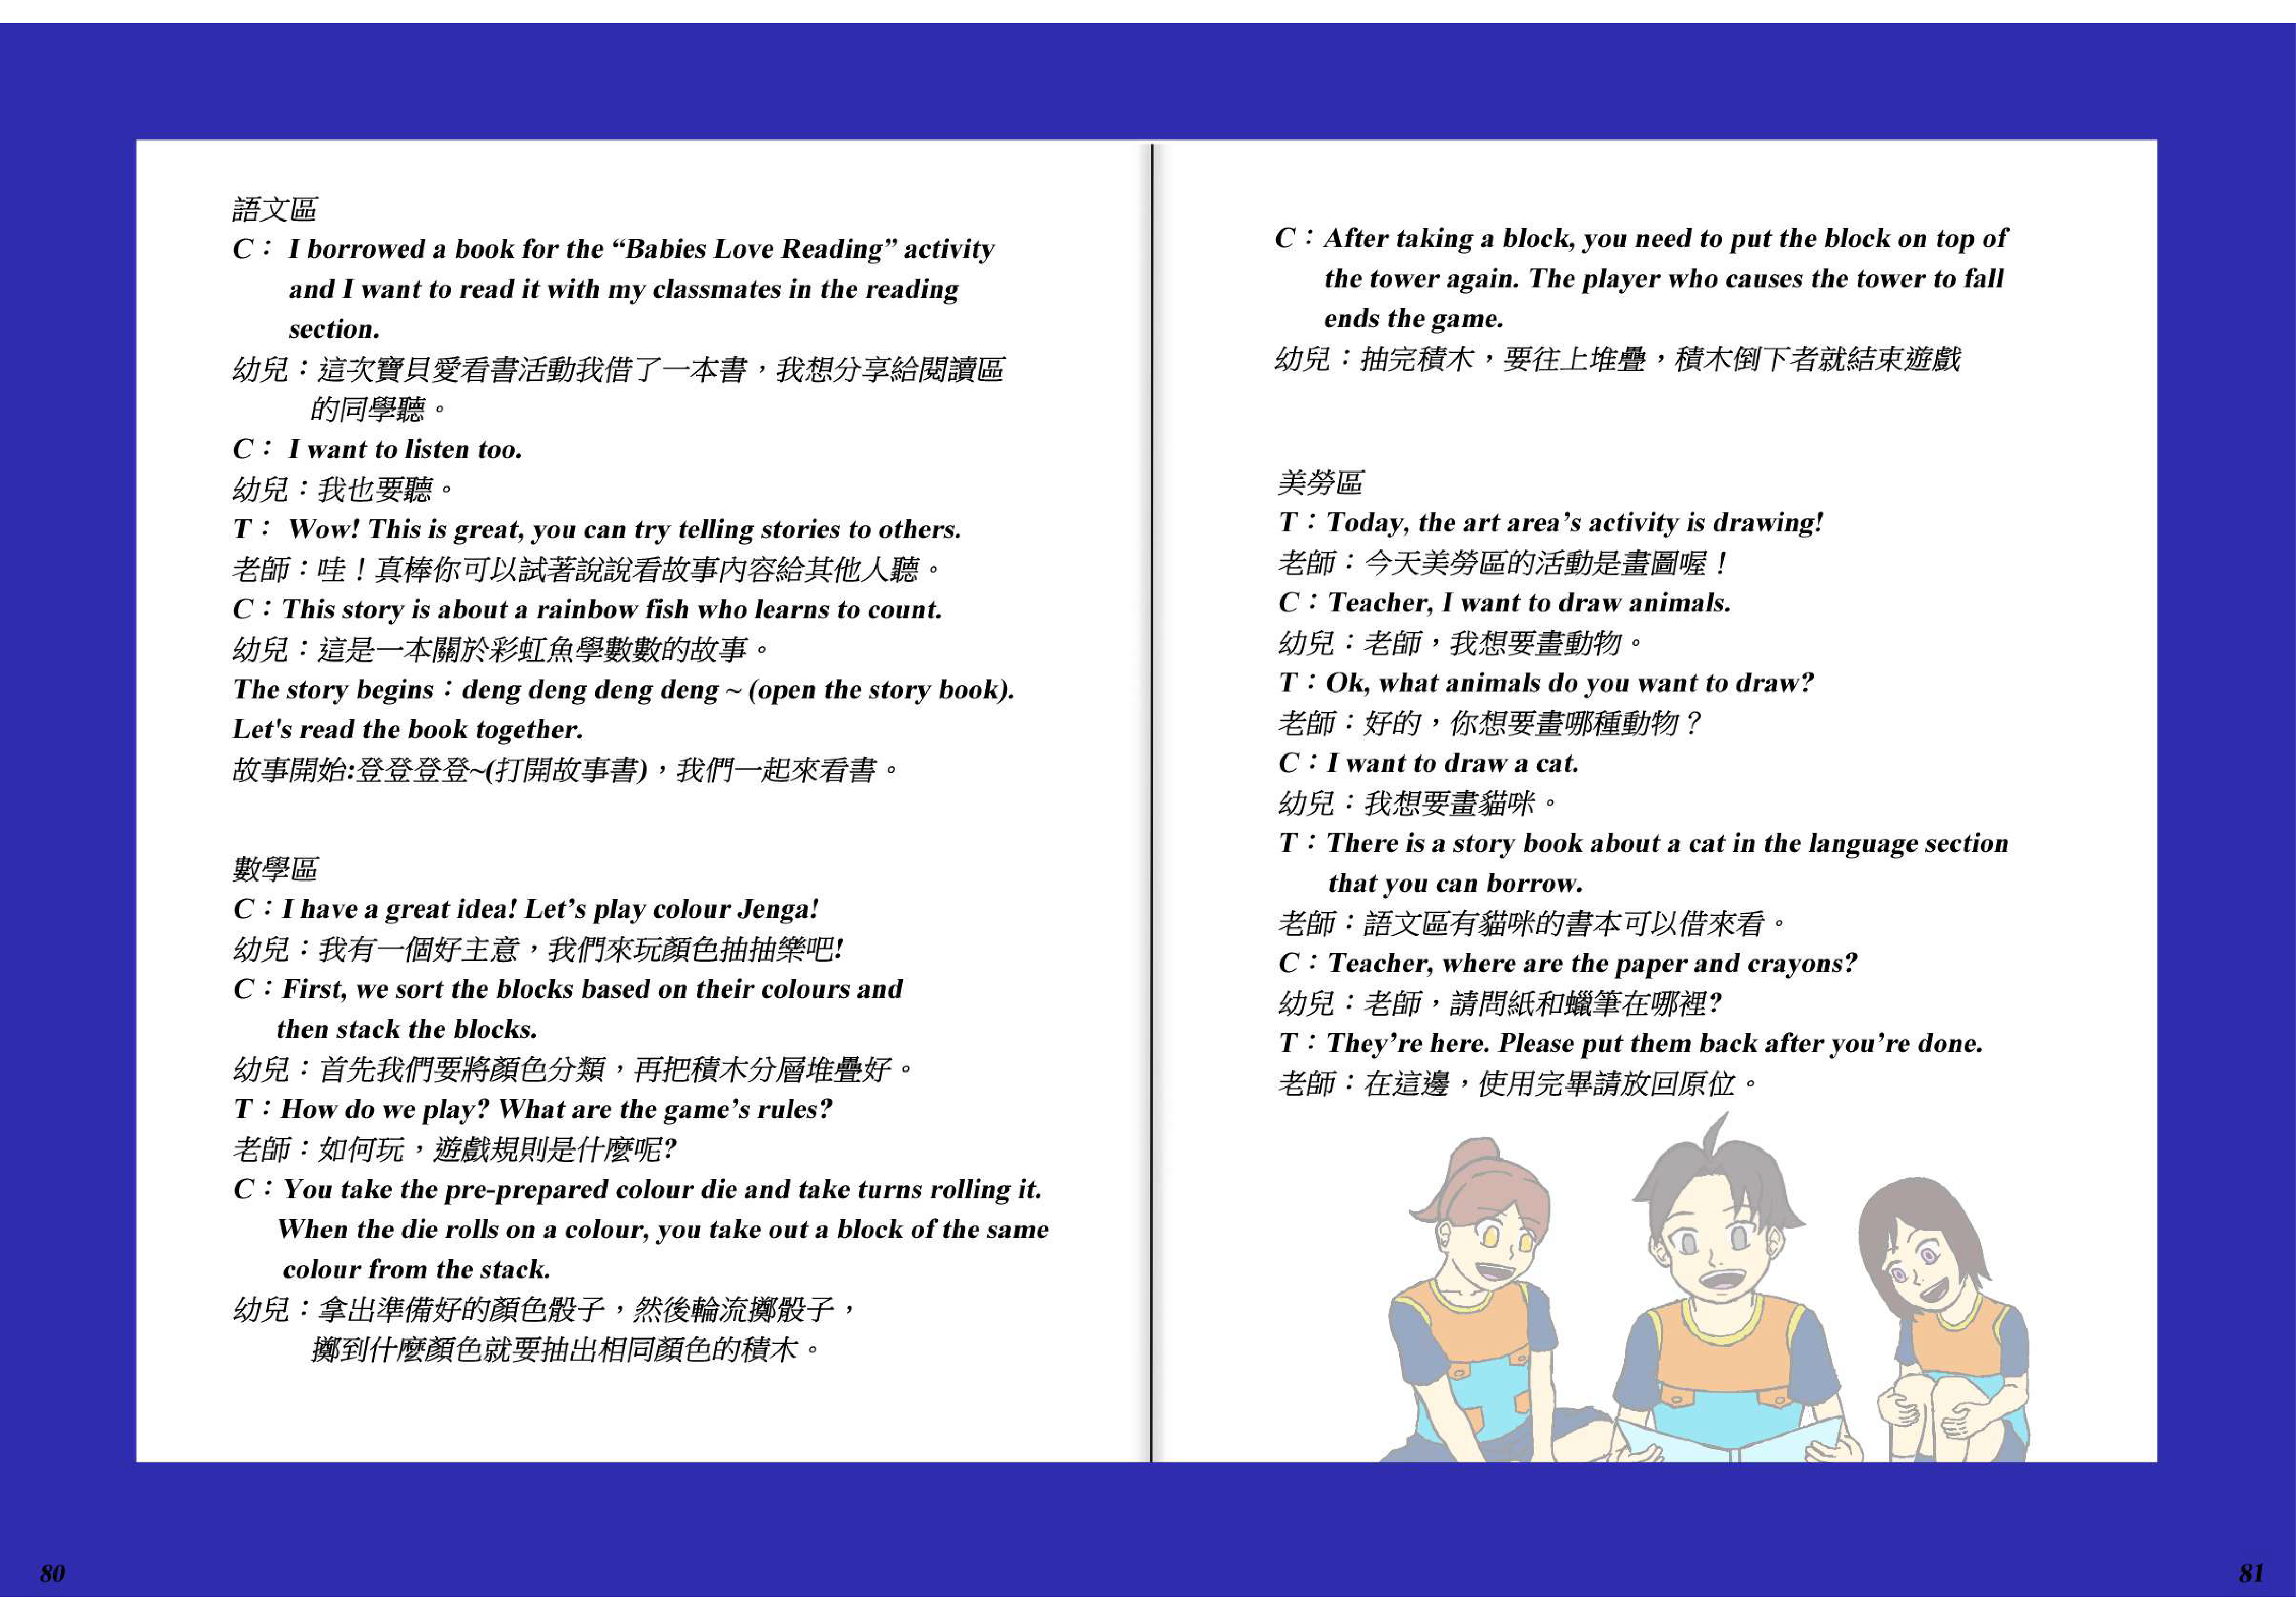 語文區
C： I borrowed a book for the “Babies Love Reading” activity
and I want to read it with my classmates in the reading
section.
幼兒：這次寶貝愛看書活動我借了一本書，我想分享給閱讀區
的同學聽。
C： I want to listen too.
幼兒：我也要聽。
T： Wow! This is great, you can try telling stories to others.
老師：哇！真棒你可以試著說說看故事內容給其他人聽。
C：This story is about a rainbow fish who learns to count.
幼兒：這是一本關於彩虹魚學數數的故事。
The story begins：deng deng deng deng ~ (open the story book).
Let's read the book together.
故事開始:登登登登~(打開故事書)，我們一起來看書。
數學區
C：I have a great idea! Let’s play colour Jenga!
幼兒：我有一個好主意，我們來玩顏色抽抽樂吧!
C：First, we sort the blocks based on their colours and
then stack the blocks.
幼兒：首先我們要將顏色分類，再把積木分層堆疊好。
T：How do we play? What are the game’s rules?
老師：如何玩，遊戲規則是什麼呢?
C：You take the pre-prepared colour die and take turns rolling it.
When the die rolls on a colour, you take out a block of the same
colour from the stack.
幼兒：拿出準備好的顏色骰子，然後輪流擲骰子，
擲到什麼顏色就要抽出相同顏色的積木。
C：After taking a block, you need to put the block on top of
the tower again. The player who causes the tower to fall
ends the game.
幼兒：抽完積木，要往上堆疊，積木倒下者就結束遊戲
美勞區
T：Today, the art area’s activity is drawing!
老師：今天美勞區的活動是畫圖喔！
C：Teacher, I want to draw animals.
幼兒：老師，我想要畫動物。
T：Ok, what animals do you want to draw?
老師：好的，你想要畫哪種動物？
C：I want to draw a cat.
幼兒：我想要畫貓咪。
T：There is a story book about a cat in the language section
that you can borrow.
老師：語文區有貓咪的書本可以借來看。
C：Teacher, where are the paper and crayons?
幼兒：老師，請問紙和蠟筆在哪裡?
T：They’re here. Please put them back after you’re done.
老師：在這邊，使用完畢請放回原位。
80
81